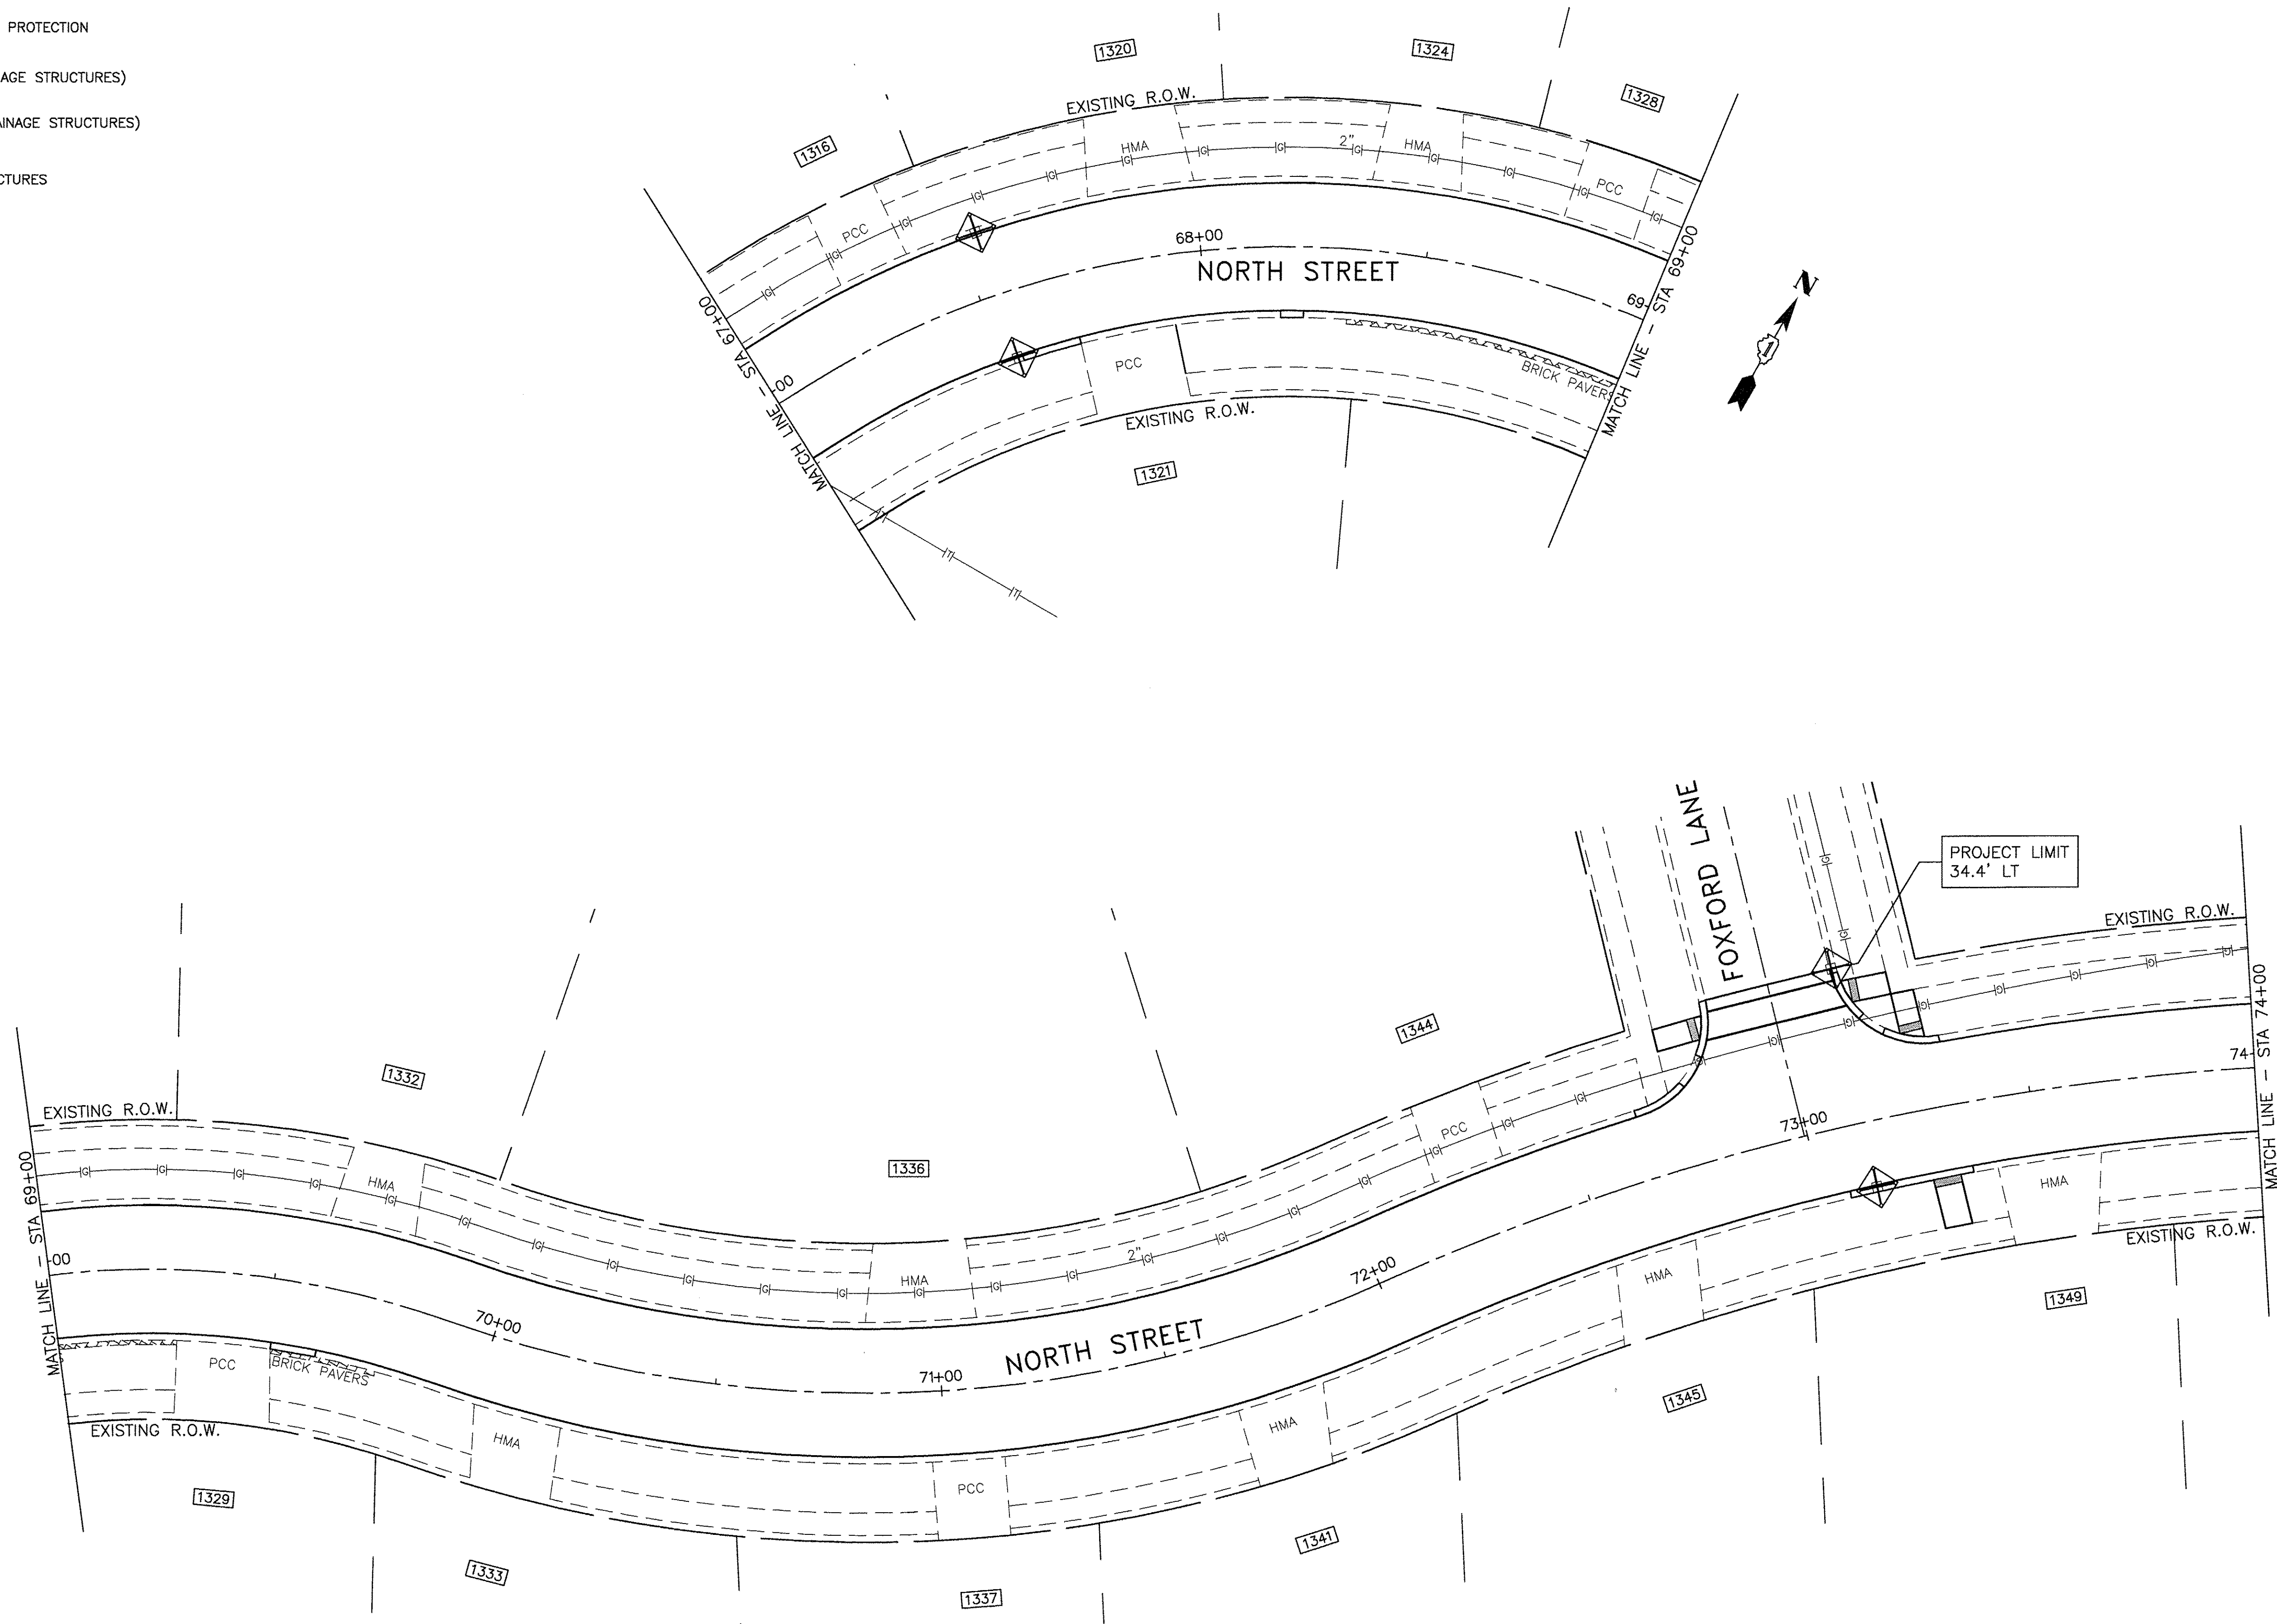 PROTECTION
AGE STRUCTURES)
AINAGE STRUCTURES)
CTURES
1320
1324
1328
1316
EXISTING R.O.W.
HMA
2"
HMA
PCC
PCC
G
68+00
NORTH STREET
69
MATCH LINE - STA 69+00
MATCH LINE - STA 67+00
00
PCC
BRICK PAVERS
EXISTING R.O.W.
1321
T
T
N
1
FOXFORD LANE
PROJECT LIMIT
34.4' LT
EXISTING R.O.W.
1344
1332
EXISTING R.O.W.
1336
HMA
HMA
2"
PCC
G
MATCH LINE - STA 69+00
00
70+00
71+00
NORTH STREET
72+00
73+00
74
MATCH LINE - STA 74+00
PCC
BRICK PAVERS
HMA
PCC
HMA
HMA
HMA
EXISTING R.O.W.
EXISTING R.O.W.
1329
1333
1337
1341
1345
1349